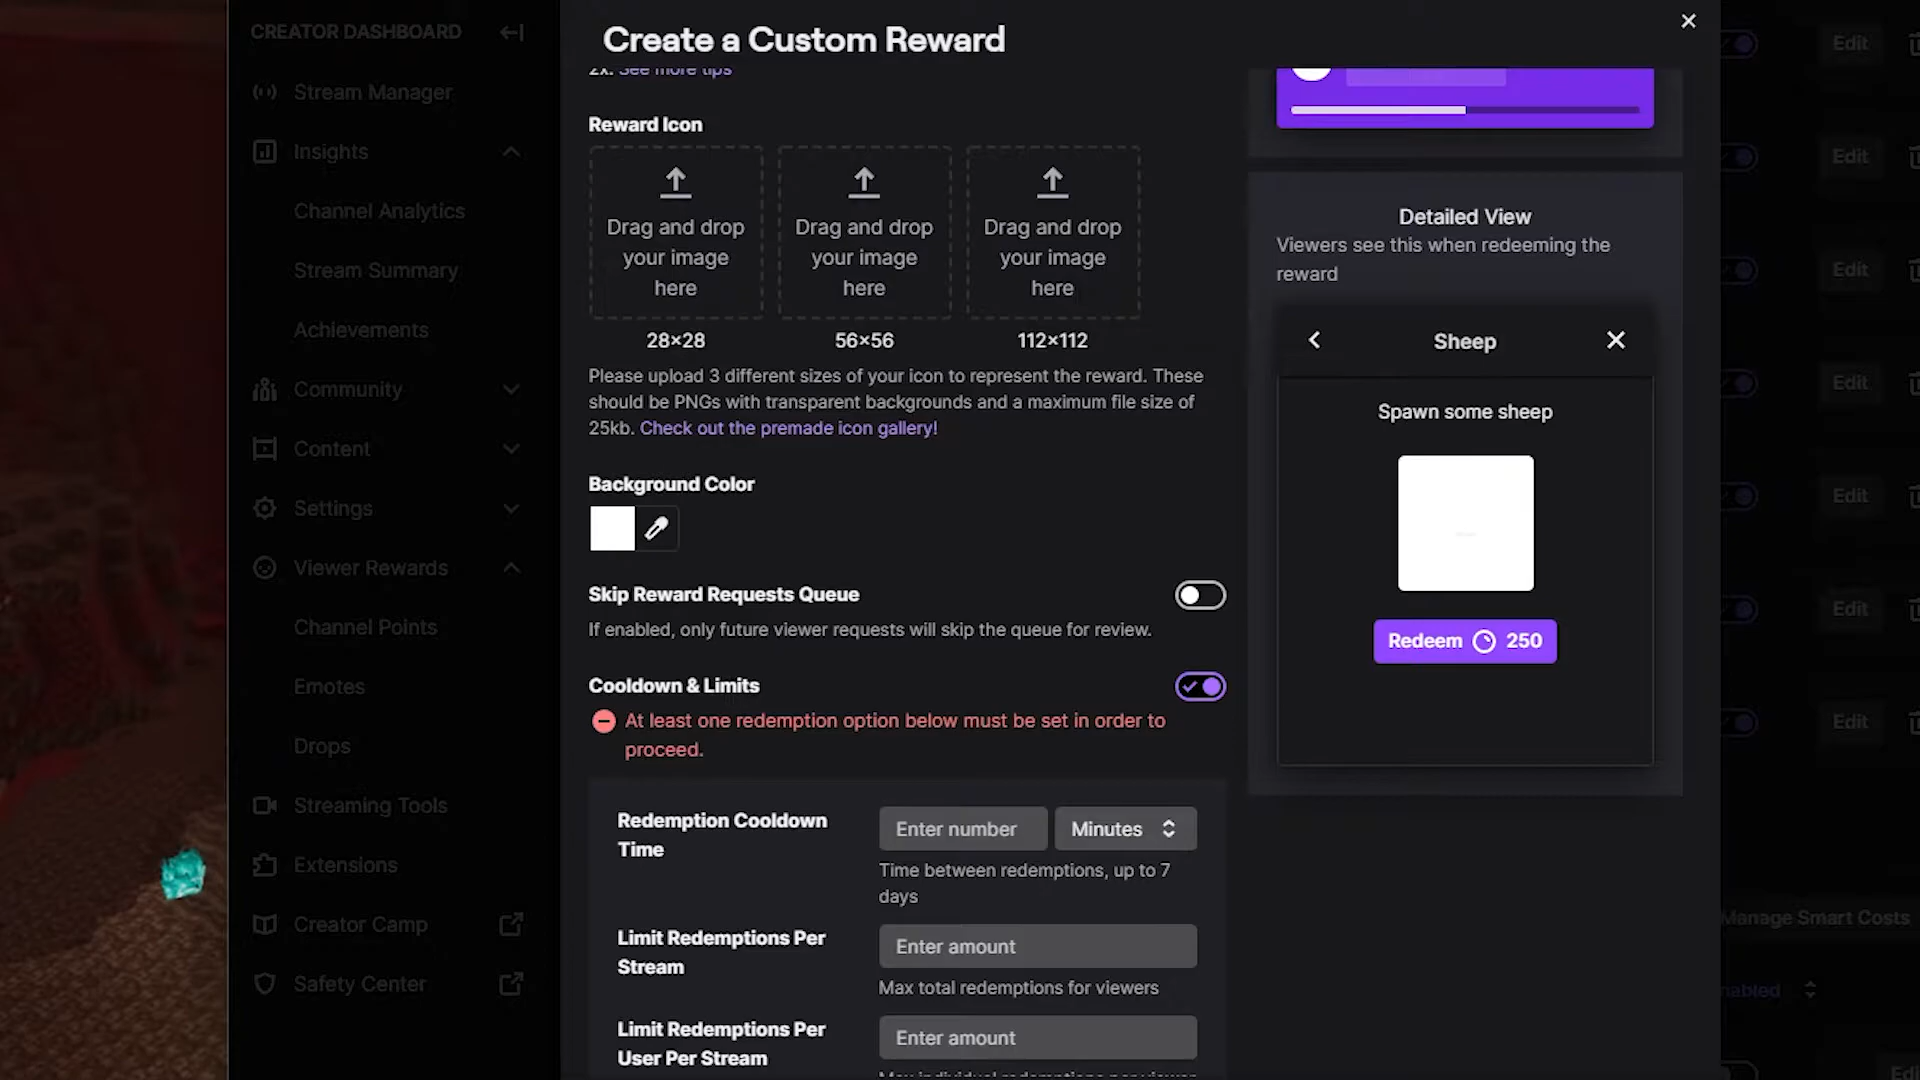 CREATOR DASHBOARD
Stream Manager
Insights
Channel Analytics
Stream Summary
Achievements
Community
Content
Settings
Viewer Rewards
Channel Points
Emotes
Drops
Streaming Tools
Extensions
Creator Camp
Safety Center
Create a Custom Reward
2x. See more tips
Reward Icon
Drag and drop
your image
here
28×28
Drag and drop
your image
here
56×56
Drag and drop
your image
here
112×112
Please upload 3 different sizes of your icon to represent the reward. These
should be PNGs with transparent backgrounds and a maximum file size of
25kb. Check out the premade icon gallery!
Background Color
Skip Reward Requests Queue
If enabled, only future viewer requests will skip the queue for review.
Cooldown & Limits
At least one redemption option below must be set in order to
proceed.
Redemption Cooldown
Time
Enter number
Minutes
Time between redemptions, up to 7
days
Limit Redemptions Per
Stream
Enter amount
Max total redemptions for viewers
Limit Redemptions Per
User Per Stream
Enter amount
Max individual redemptions per viewer
Detailed View
Viewers see this when redeeming the
reward
Sheep
Spawn some sheep
Redeem 250
Edit
Edit
Edit
Edit
Edit
Edit
Edit
Manage Smart Costs